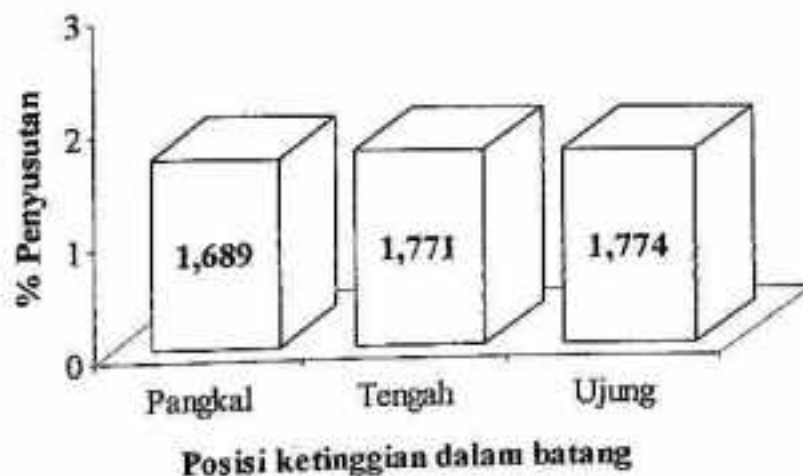 3
2
1
0
% Penyusutan
1,689
1,771
1,774
Pangkal
Tengah
Ujung
Posisi ketinggian dalam batang